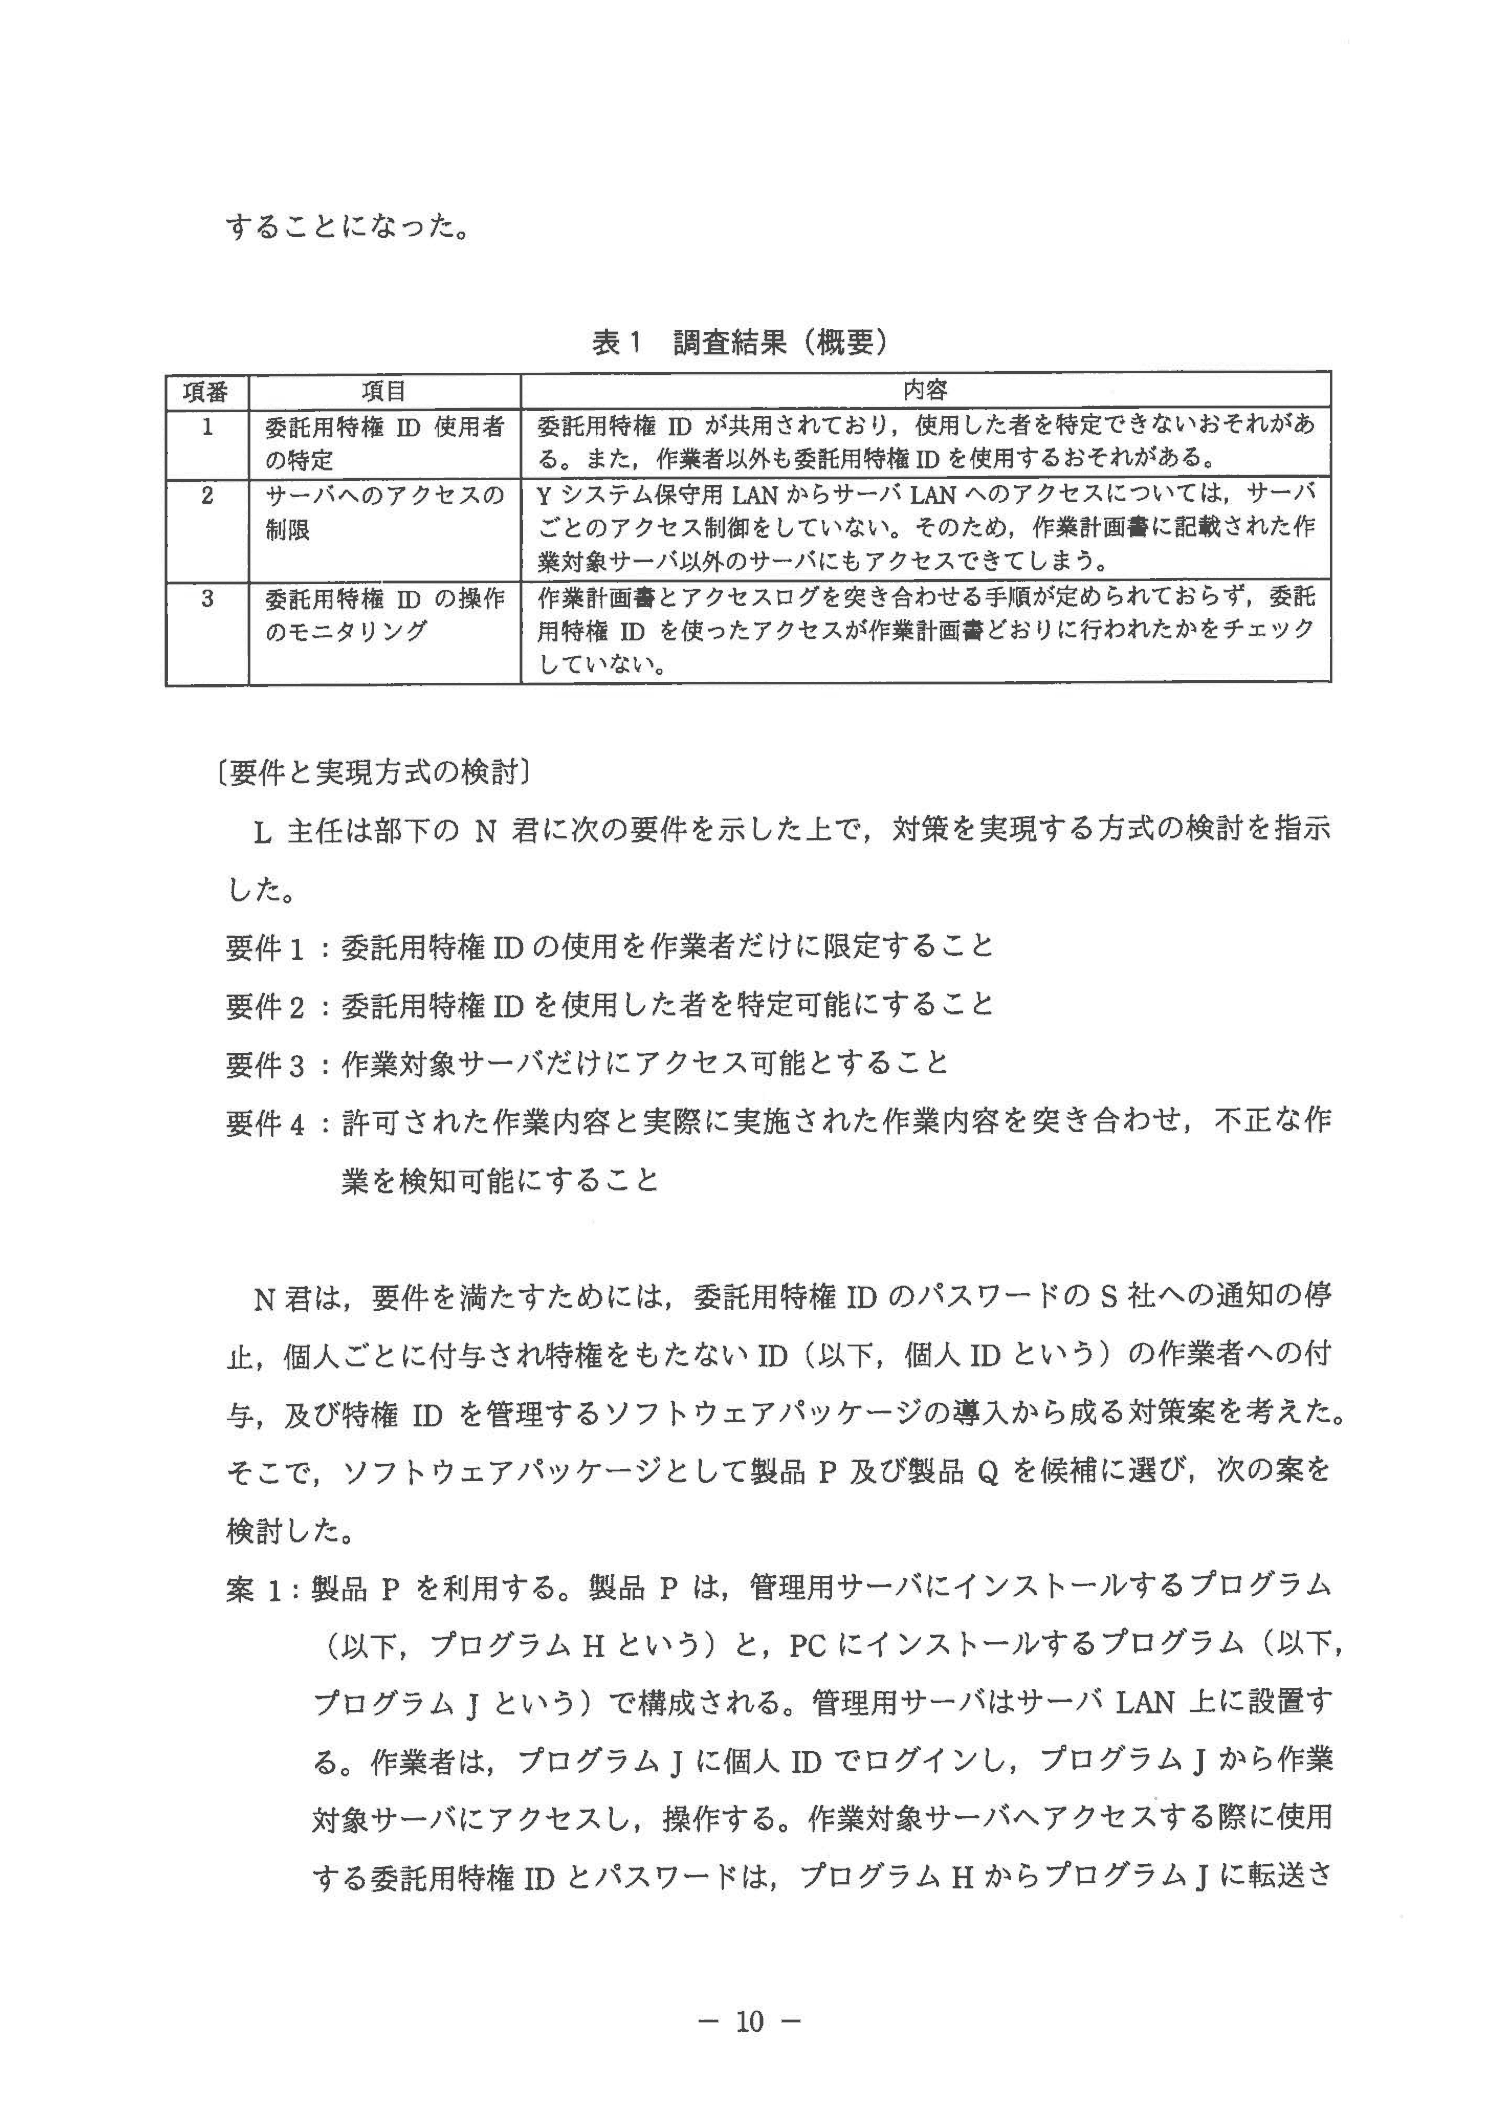 することになった。
表1　調査結果（概要）
項番　項目　内容
1　委託用特権 ID 使用者の特定　委託用特権 ID が共用されており，使用した者を特定できないおそれがあ
る。また，作業者以外も委託用特権 ID を使用するおそれがある。
2　サーバへのアクセスの制限　Y システム保守用 LAN からサーバ LAN へのアクセスについては，サーバ
ごとのアクセス制御をしていない。そのため，作業計画書に記載された作
業対象サーバ以外のサーバにもアクセスできてしまう。
3　委託用特権 ID の操作のモニタリング　作業計画書とアクセスログを突き合わせる手順が定められておらず，委託
用特権 ID を使ったアクセスが作業計画書どおりに行われたかをチェック
していない。
〔要件と実現方式の検討〕
L 主任は部下の N 君に次の要件を示した上で，対策を実現する方式の検討を指示
した。
要件1：委託用特権 ID の使用を作業者だけに限定すること
要件2：委託用特権 ID を使用した者を特定可能にすること
要件3：作業対象サーバだけにアクセス可能とすること
要件4：許可された作業内容と実際に実施された作業内容を突き合わせ，不正な作
業を検知可能にすること
N 君は，要件を満たすためには，委託用特権 ID のパスワードの S 社への通知の停
止，個人ごとに付与され特権をもたない ID（以下，個人 ID という）の作業者への付
与，及び特権 ID を管理するソフトウェアパッケージの導入から成る対策案を考えた。
そこで，ソフトウェアパッケージとして製品 P 及び製品 Q を候補に選び，次の案を
検討した。
案 1：製品 P を利用する。製品 P は，管理用サーバにインストールするプログラム
（以下，プログラム H という）と，PC にインストールするプログラム（以下，
プログラム J という）で構成される。管理用サーバはサーバ LAN 上に設置す
る。作業者は，プログラム J に個人 ID でログインし，プログラム J から作業
対象サーバにアクセスし，操作する。作業対象サーバへアクセスする際に使用
する委託用特権 ID とパスワードは，プログラム H からプログラム J に転送さ
－ 10 －